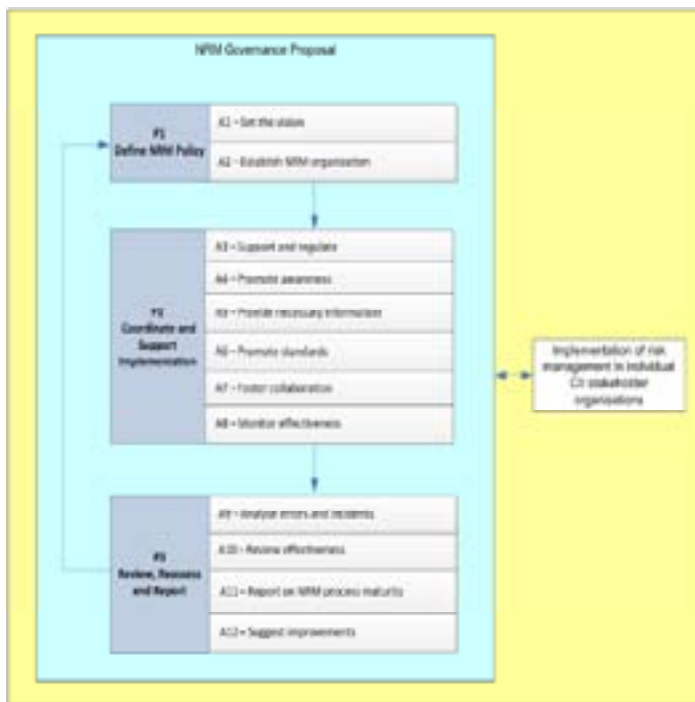 NRM Governance Proposal
P1
Define NRM Policy
A1 – Set the vision
A2 – Establish NRM organisation
P2
Coordinate and
Support
Implementation
A3 – Support and regulate
A4 – Promote awareness
A5 – Provide necessary information
A6 – Promote standards
A7 – Foster collaboration
A8 – Monitor effectiveness
Implementation of risk
management in individual
CII stakeholder
organisations
P3
Review, Reassess
and Report
A9 – Analyse errors and incidents
A10 – Review effectiveness
A11 – Report on NRM process maturity
A12 – Suggest improvements